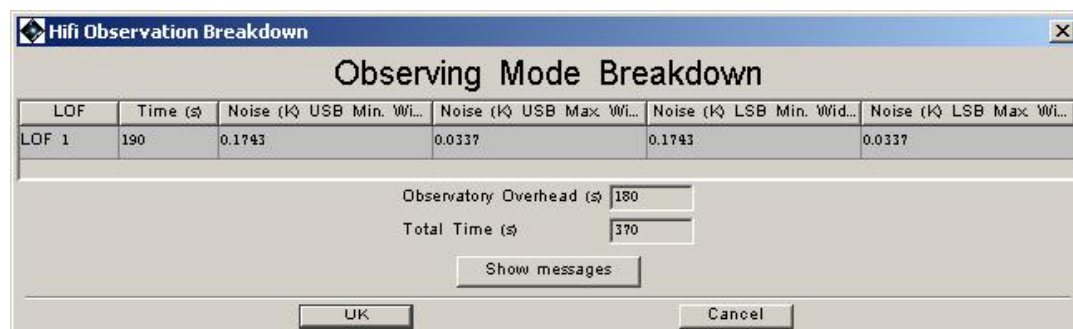 Hifi Observation Breakdown
Observing Mode Breakdown
LOF Time (s) Noise (K) USB Min. Wi... Noise (K) USB Max. Wi... Noise (K) LSB Min. Wid... Noise (K) LSB Max. Wi...
LOF 1 190 0.1743 0.0337 0.1743 0.0337
Observatory Overhead (s) 180
Total Time (s) 370
Show messages
OK Cancel